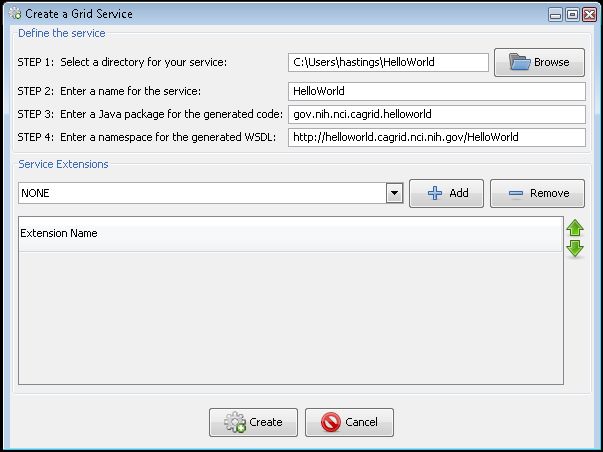 Create a Grid Service
Define the service
STEP 1: Select a directory for your service: C:\Users\hastings\HelloWorld Browse
STEP 2: Enter a name for the service: HelloWorld
STEP 3: Enter a Java package for the generated code: gov.nih.nci.cagrid.helloworld
STEP 4: Enter a namespace for the generated WSDL: http://helloworld.cagrid.nci.nih.gov/HelloWorld
Service Extensions
NONE Add Remove
Extension Name
Create Cancel